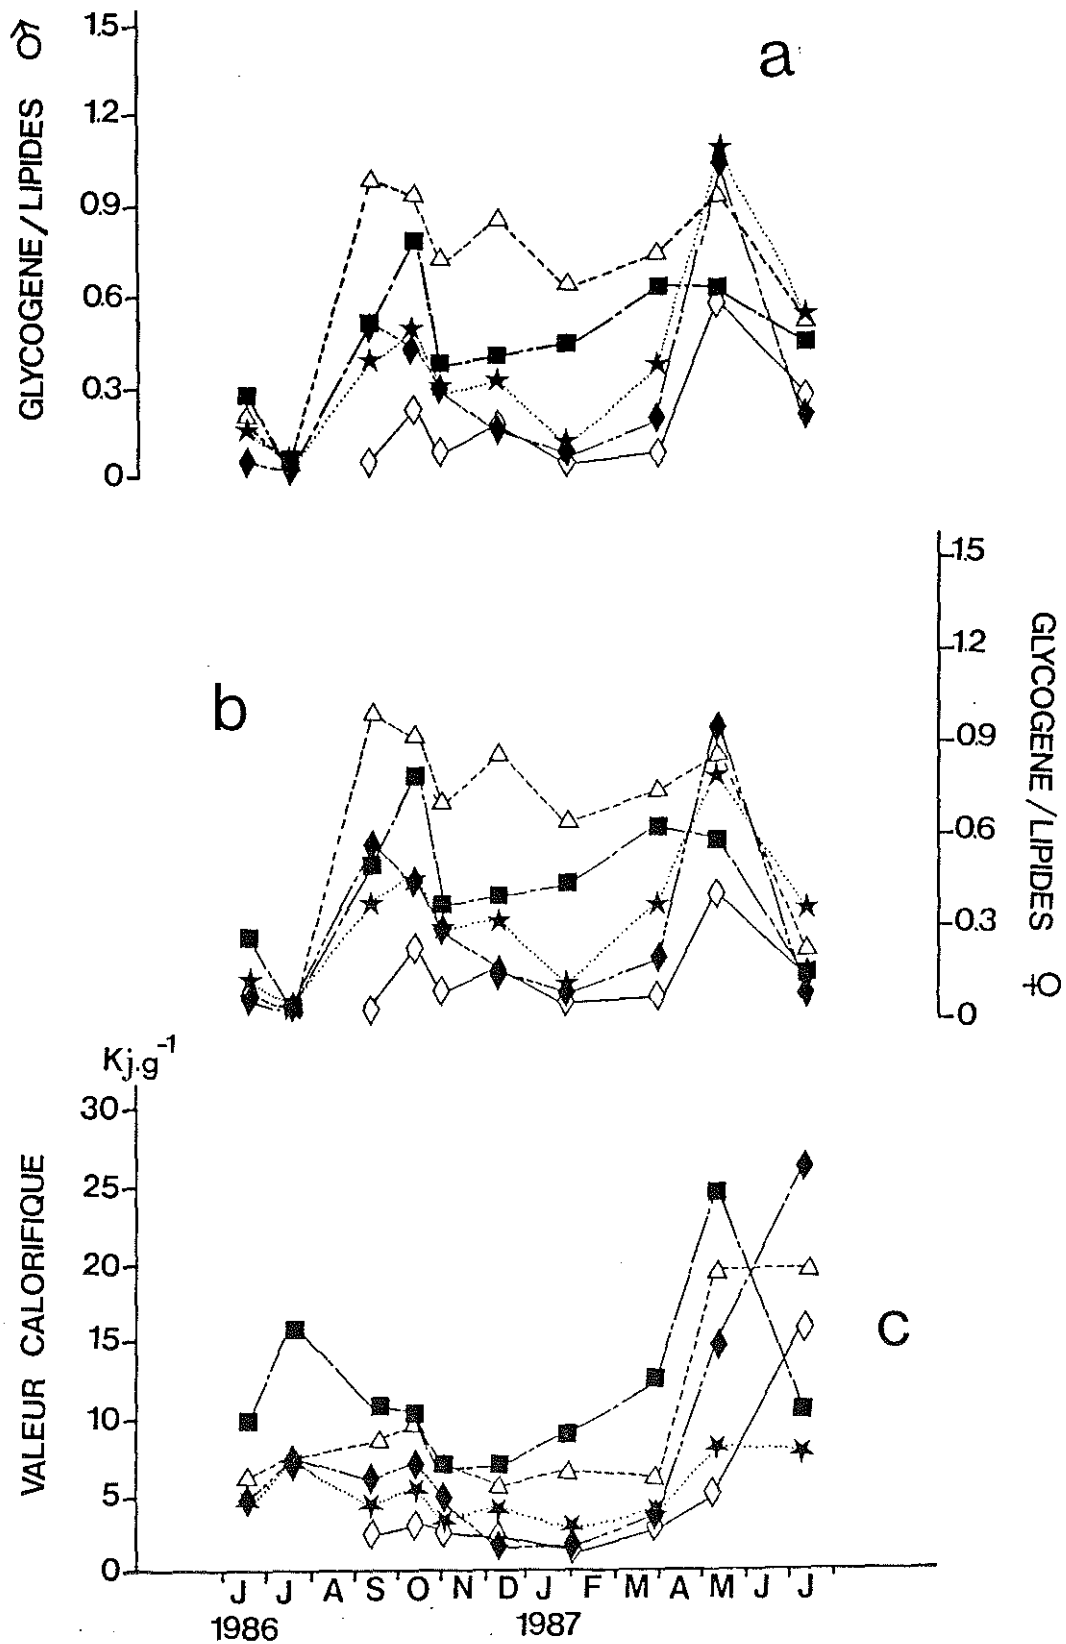 a
GLYCOGENE/LIPIDES ♂
1.5
1.2
0.9
0.6
0.3
0
b
1.5
1.2
0.9
0.6
0.3
0
GLYCOGENE/LIPIDES ♀
Kj.g⁻¹
VALEUR CALORIFIQUE
30
25
20
15
10
5
0
c
J J A S O N D J F M A M J J
1986 1987